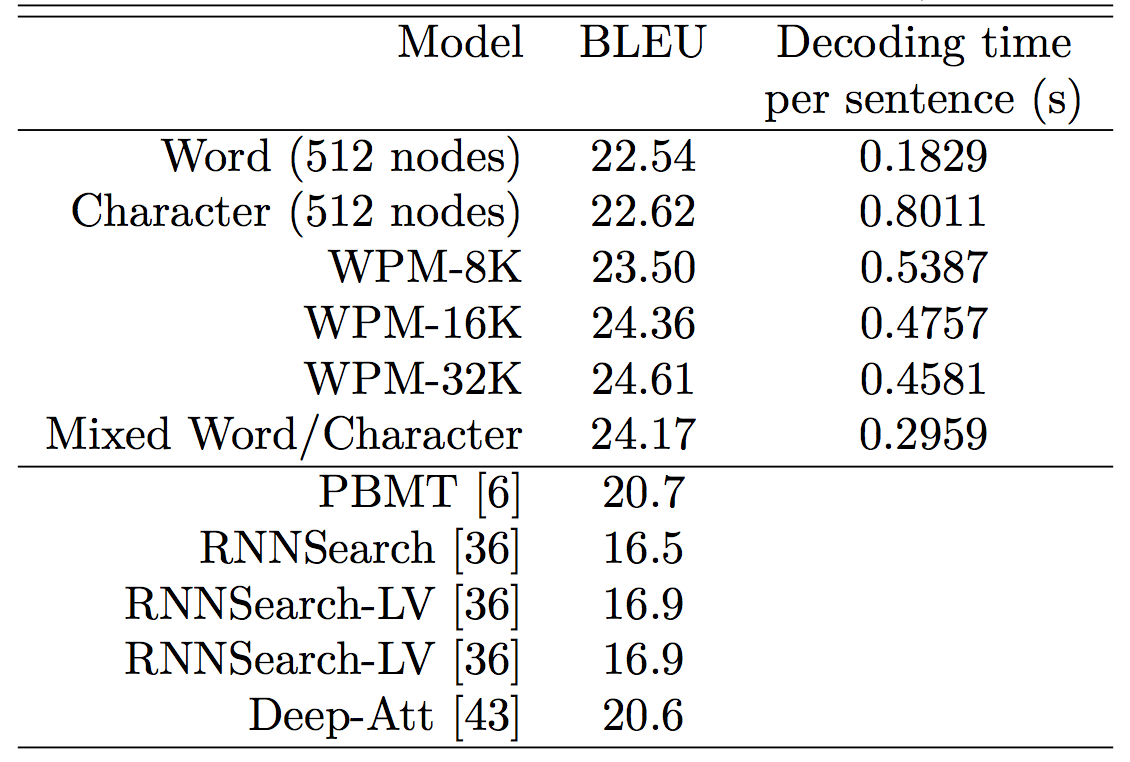 Model BLEU Decoding time
per sentence (s)
Word (512 nodes) 22.54 0.1829
Character (512 nodes) 22.62 0.8011
WPM-8K 23.50 0.5387
WPM-16K 24.36 0.4757
WPM-32K 24.61 0.4581
Mixed Word/Character 24.17 0.2959
PBMT [6] 20.7
RNNSearch [36] 16.5
RNNSearch-LV [36] 16.9
RNNSearch-LV [36] 16.9
Deep-Att [43] 20.6